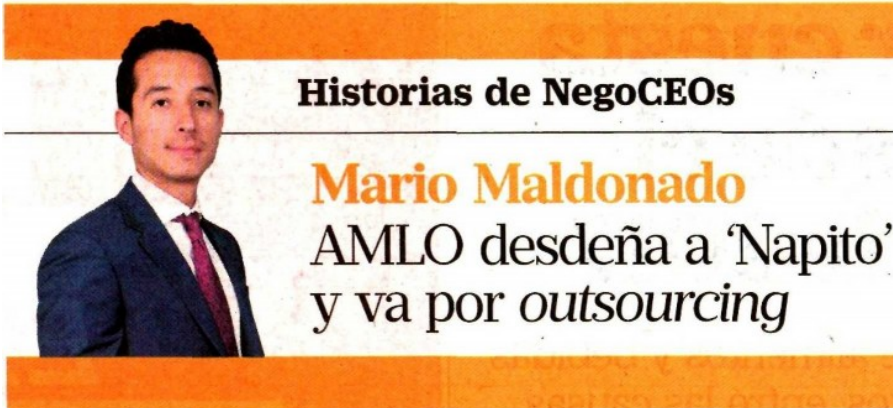 Historias de NegoCEOs
Mario Maldonado
AMLO desdeña a ‘Napito’
y va por outsourcing